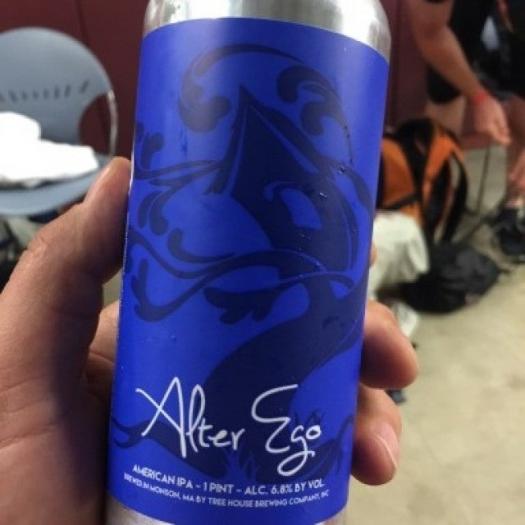 Alter Ego
AMERICAN IPA - 1 PINT - ALC. 6.8% BY VOL.
BREWED IN MONSON, MA BY TREE HOUSE BREWING COMPANY, INC